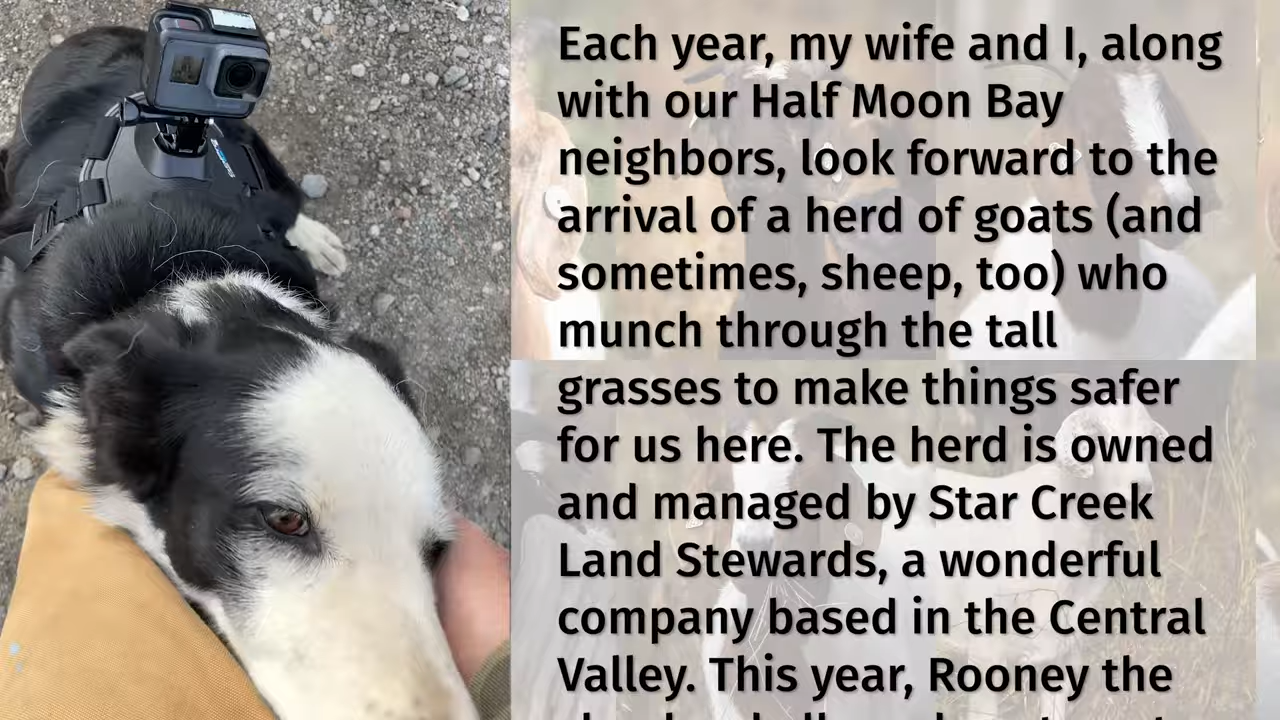 Each year, my wife and I, along
with our Half Moon Bay
neighbors, look forward to the
arrival of a herd of goats (and
sometimes, sheep, too) who
munch through the tall
grasses to make things safer
for us here. The herd is owned
and managed by Star Creek
Land Stewards, a wonderful
company based in the Central
Valley. This year, Rooney the